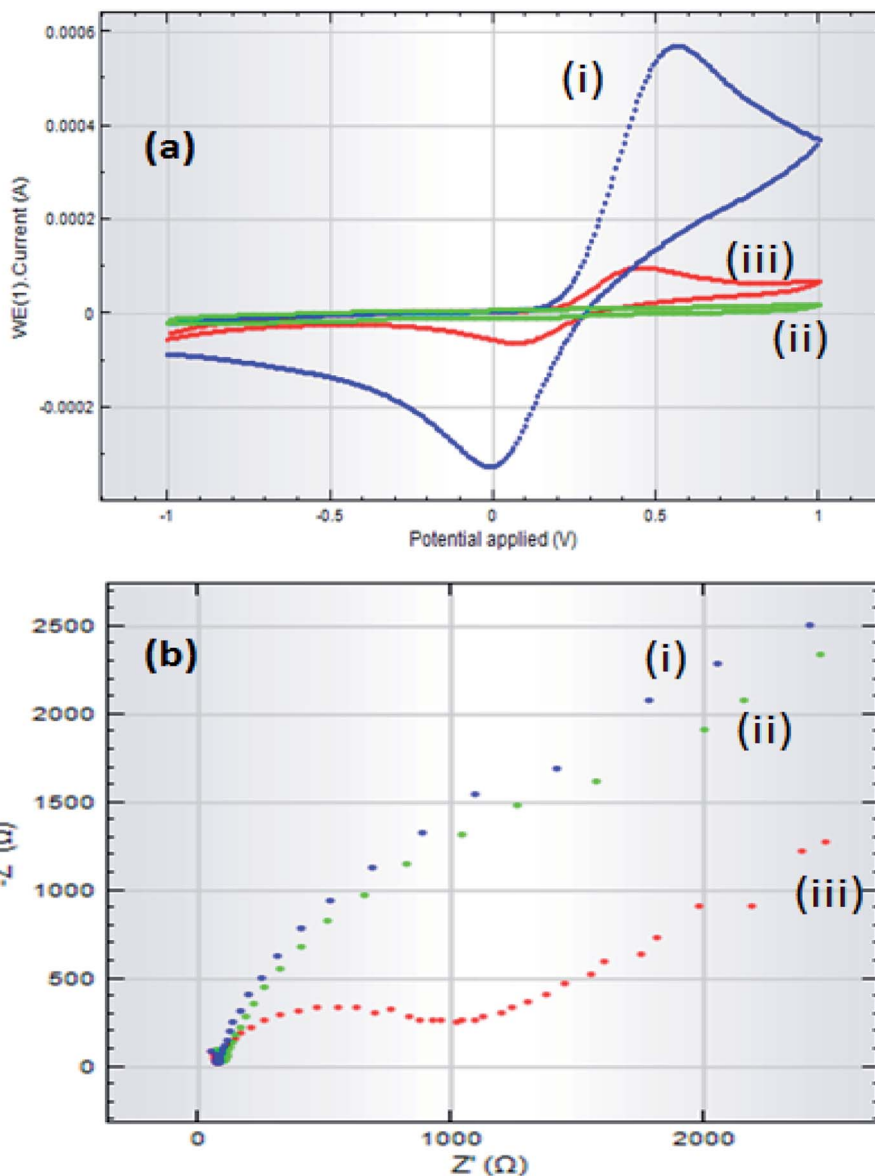 0.0006
(i)
0.0004
(a)
WE(1).Current (A)
0.0002
(iii)
0
(ii)
-0.0002
-1
-0.5
0
0.5
1
Potential applied (V)
2500
(b)
(i)
2000
(ii)
1500
-Z" (Ω)
1000
(iii)
500
0
0
1000
2000
Z' (Ω)